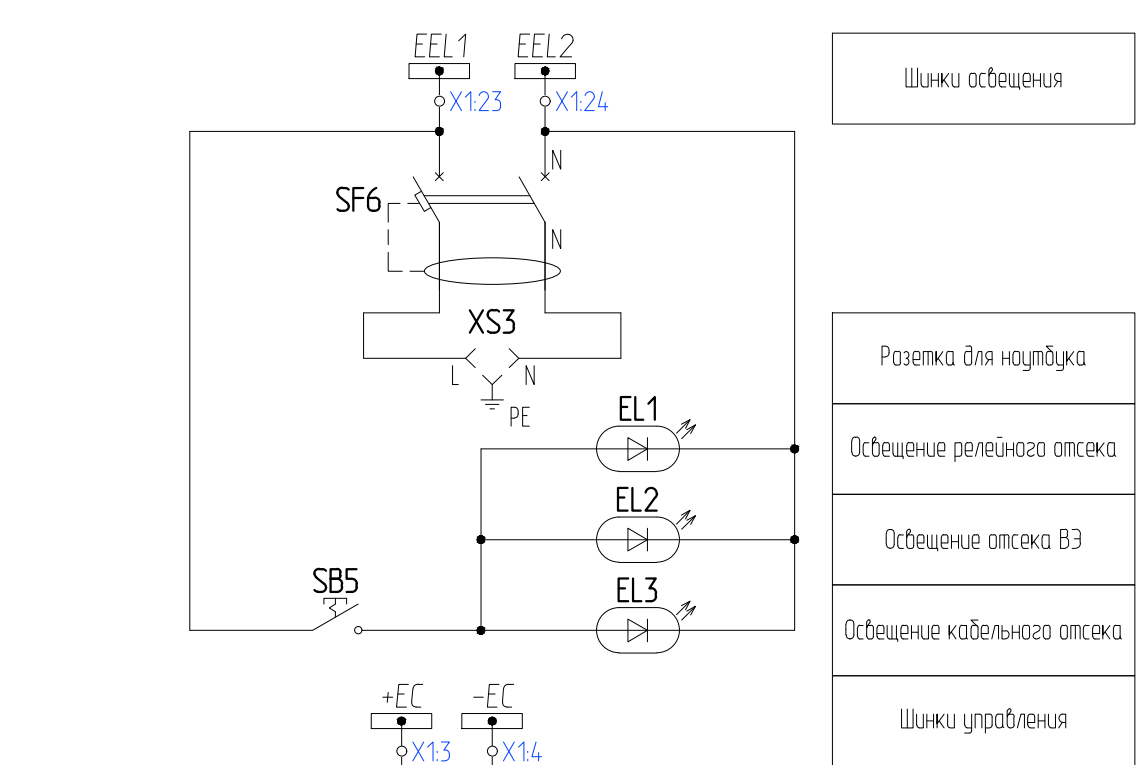 EEL1 EEL2
Шинки освещения
X1:23 X1:24
N
SF6
N
XS3
Розетка для ноутбука
L N
PE
EL1
Освещение релейного отсека
EL2
Освещение отсека ВЭ
SB5
EL3
Освещение кабельного отсека
+EC -EC
Шинки управления
X1:3 X1:4